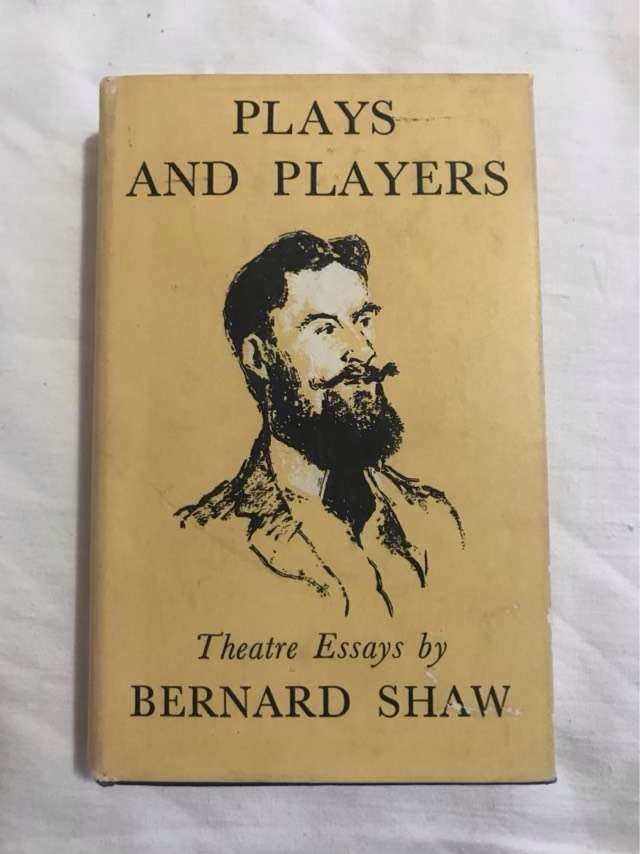 PLAYS
AND PLAYERS
Theatre Essays by
BERNARD SHAW